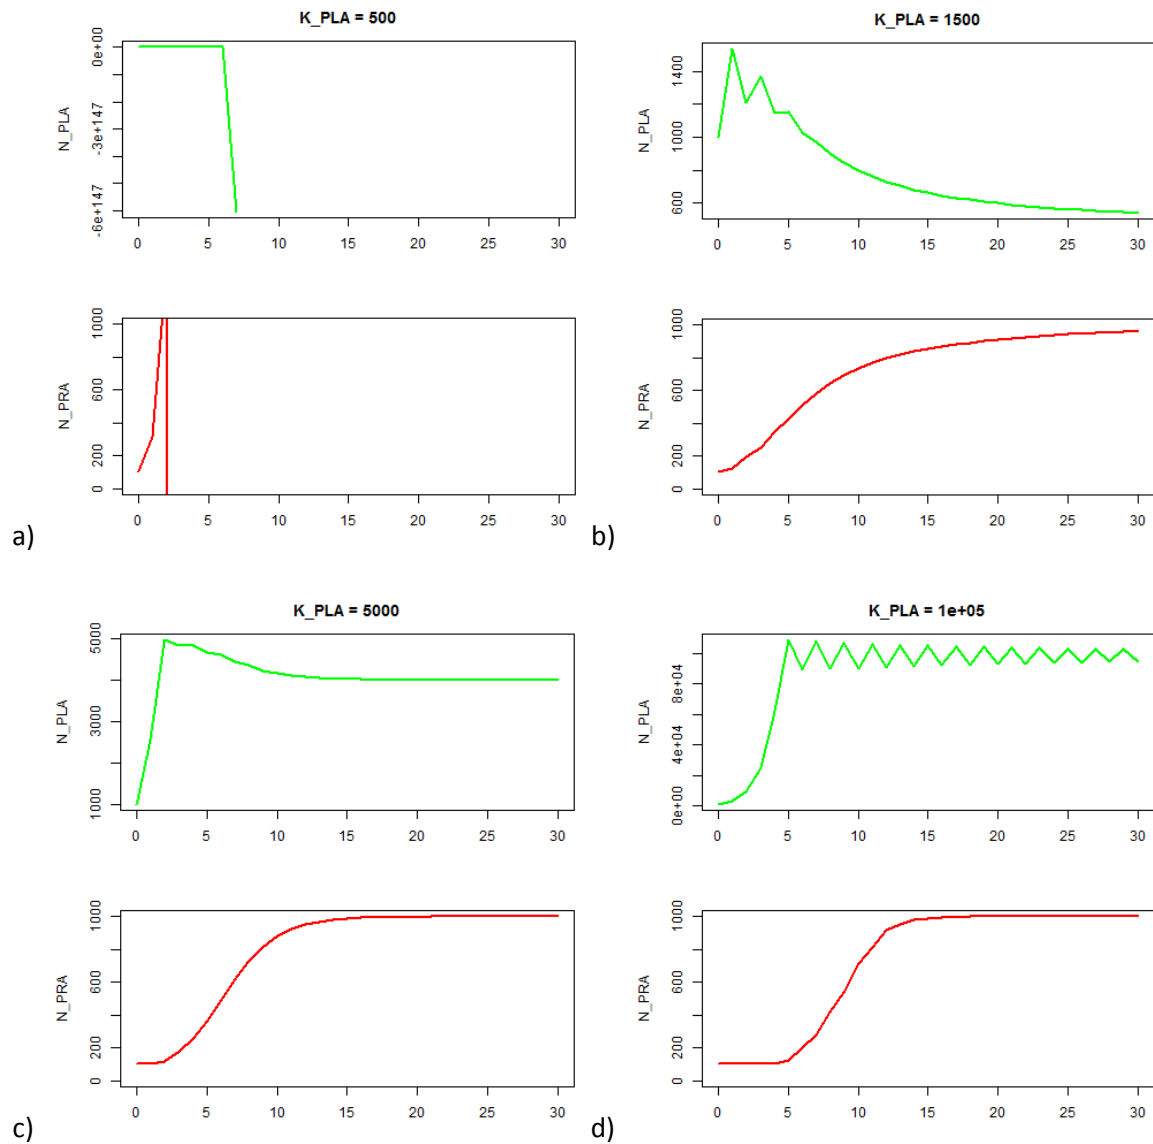 K_PLA = 500
N_PLA
0e+00
-3e+147
-6e+147
0 5 10 15 20 25 30
N_PRA
1000
600
200
0
0 5 10 15 20 25 30
a)
K_PLA = 1500
N_PLA
1400
1000
600
0 5 10 15 20 25 30
N_PRA
1000
600
200
0
0 5 10 15 20 25 30
b)
K_PLA = 5000
N_PLA
5000
3000
1000
0 5 10 15 20 25 30
N_PRA
1000
600
200
0
0 5 10 15 20 25 30
c)
K_PLA = 1e+05
N_PLA
8e+04
4e+04
0e+00
0 5 10 15 20 25 30
N_PRA
1000
600
200
0
0 5 10 15 20 25 30
d)